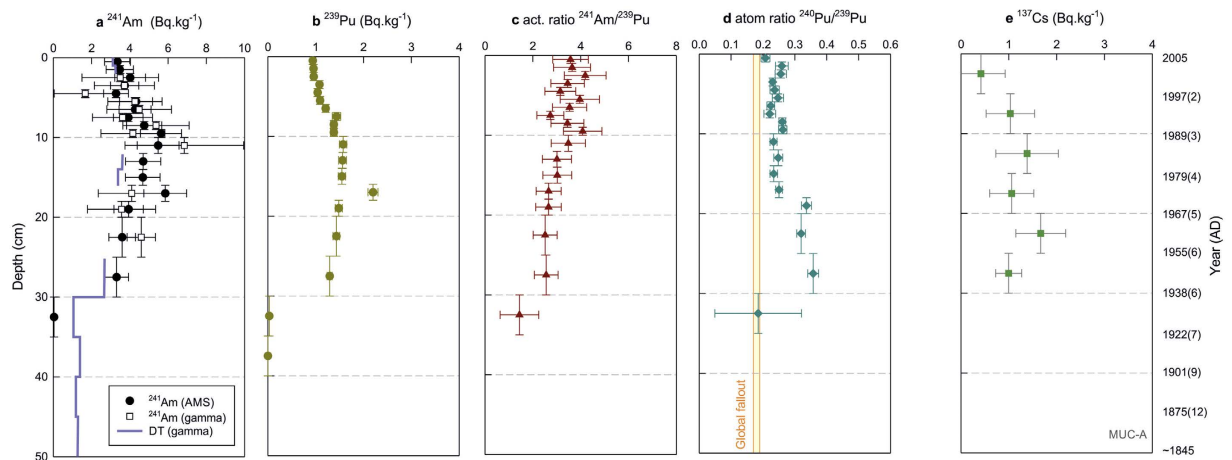 a ²⁴¹Am (Bq.kg⁻¹)
0 2 4 6 8 10
b ²³⁹Pu (Bq.kg⁻¹)
0 1 2 3 4
c act. ratio ²⁴¹Am/²³⁹Pu
0 2 4 6 8
d atom ratio ²⁴⁰Pu/²³⁹Pu
0.0 0.1 0.2 0.3 0.4 0.5 0.6
e ¹³⁷Cs (Bq.kg⁻¹)
0 1 2 3 4
Depth (cm)
0
10
20
30
40
50
²⁴¹Am (AMS)
²⁴¹Am (gamma)
DT (gamma)
Global fallout
MUC-A
2005
1997(2)
1989(3)
1979(4)
1967(5)
1955(6)
1938(6)
1922(7)
1901(9)
1875(12)
~1845
Year (AD)